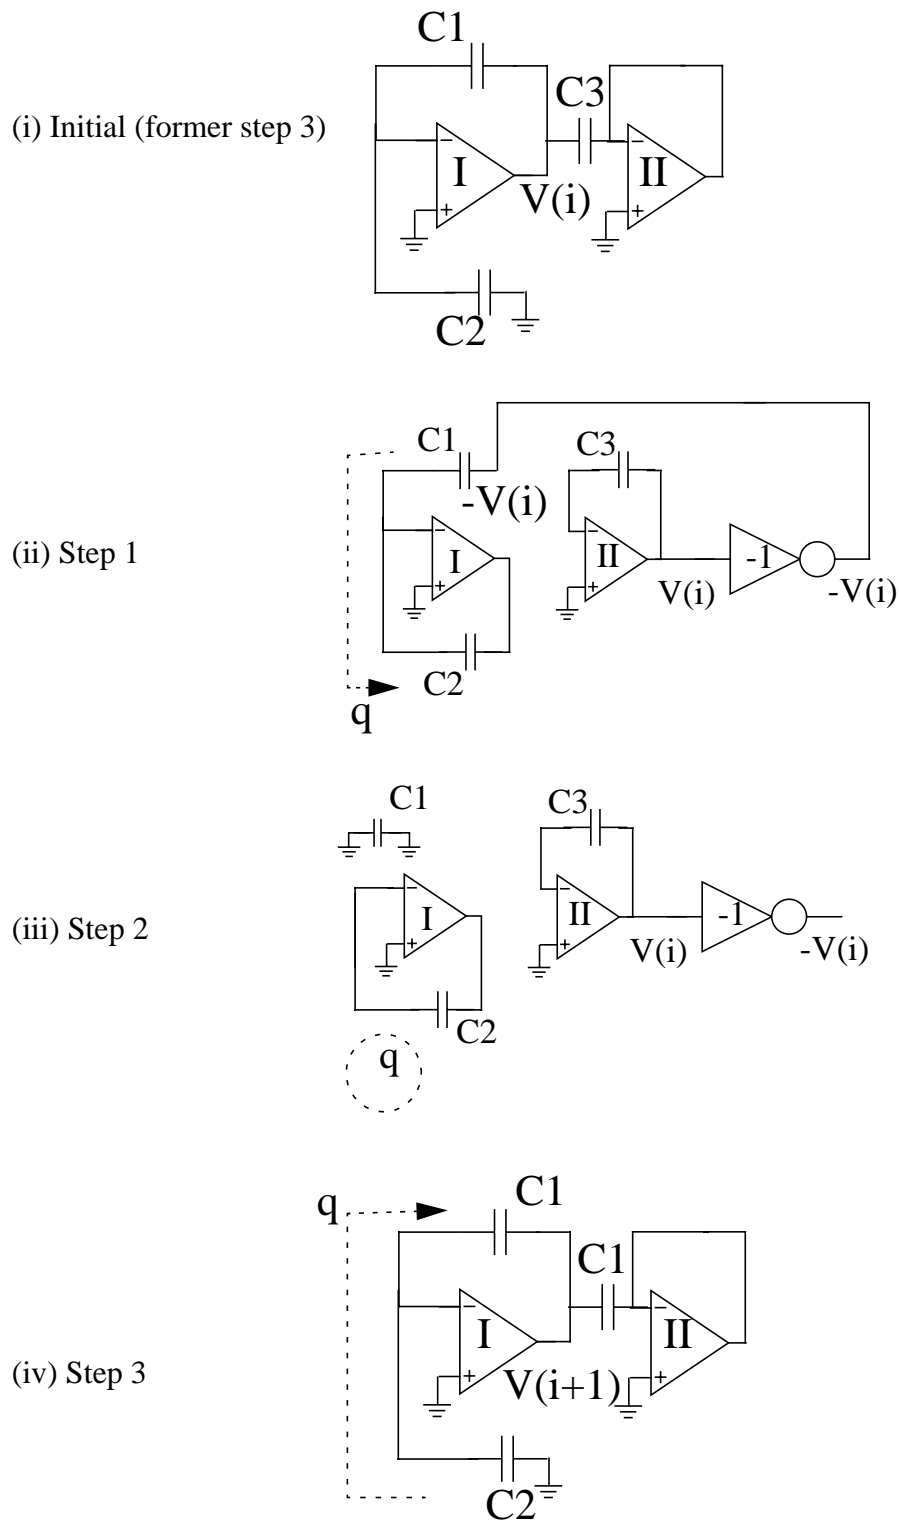 C1
C3
(i) Initial (former step 3)
−
−
I
II
V(i)
+
+
C2
C1
C3
-V(i)
(ii) Step 1
−
−
I
II
-1
+
+
V(i)
-V(i)
C2
q
C1
C3
(iii) Step 2
−
−
I
II
-1
+
+
V(i)
-V(i)
C2
q
C1
q
C1
−
−
I
II
(iv) Step 3
V(i+1)
+
+
C2